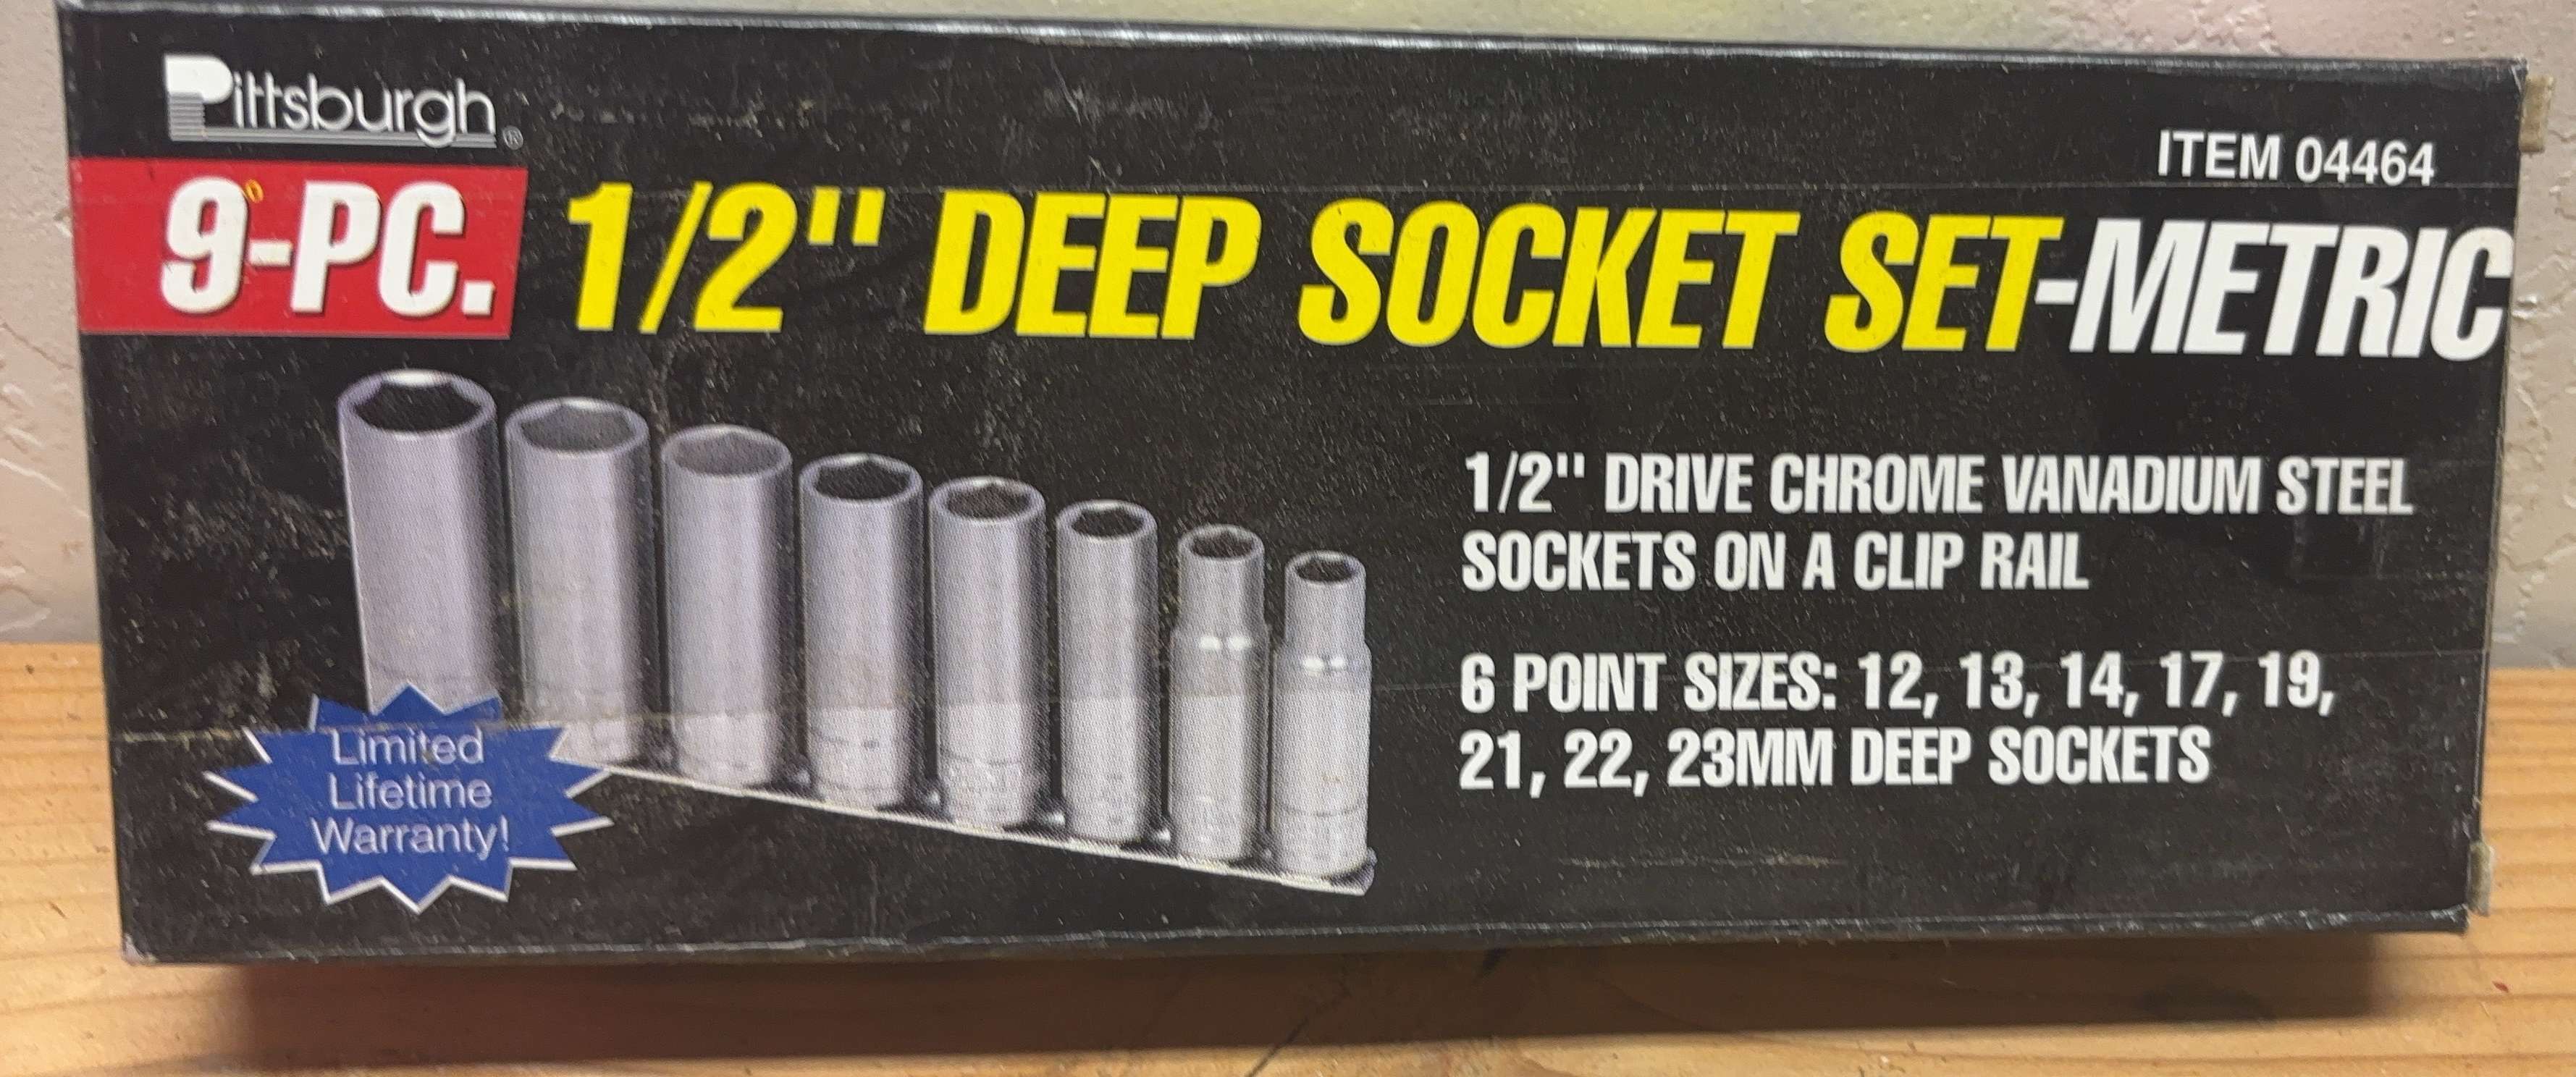 Pittsburgh®
ITEM 04464
9-PC. 1/2" DEEP SOCKET SET-METRIC
1/2" DRIVE CHROME VANADIUM STEEL
SOCKETS ON A CLIP RAIL
6 POINT SIZES: 12, 13, 14, 17, 19,
21, 22, 23MM DEEP SOCKETS
Limited
Lifetime
Warranty!